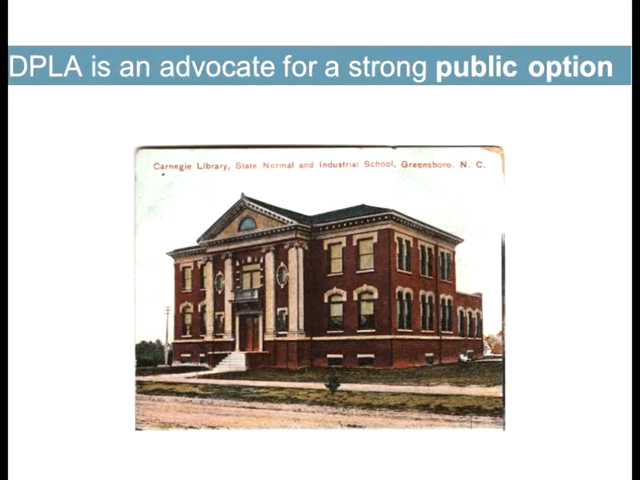 DPLA is an advocate for a strong public option
Carnegie Library, State Normal and Industrial School, Greensboro. N. C.